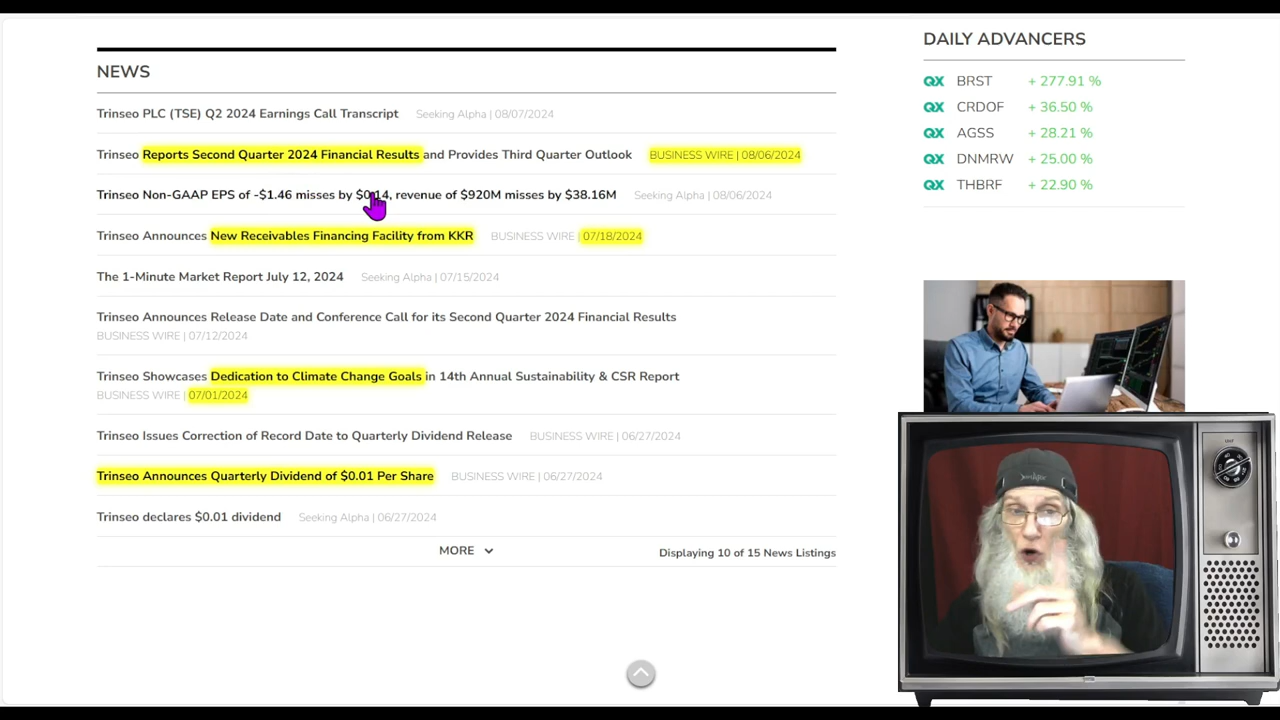 NEWS
Trinseo PLC (TSE) Q2 2024 Earnings Call Transcript Seeking Alpha | 08/07/2024
Trinseo Reports Second Quarter 2024 Financial Results and Provides Third Quarter Outlook BUSINESS WIRE | 08/06/2024
Trinseo Non-GAAP EPS of -$1.46 misses by $0.14, revenue of $920M misses by $38.16M Seeking Alpha | 08/06/2024
Trinseo Announces New Receivables Financing Facility from KKR BUSINESS WIRE | 07/18/2024
The 1-Minute Market Report July 12, 2024 Seeking Alpha | 07/15/2024
Trinseo Announces Release Date and Conference Call for its Second Quarter 2024 Financial Results
BUSINESS WIRE | 07/12/2024
Trinseo Showcases Dedication to Climate Change Goals in 14th Annual Sustainability & CSR Report
BUSINESS WIRE | 07/01/2024
Trinseo Issues Correction of Record Date to Quarterly Dividend Release BUSINESS WIRE | 06/27/2024
Trinseo Announces Quarterly Dividend of $0.01 Per Share BUSINESS WIRE | 06/27/2024
Trinseo declares $0.01 dividend Seeking Alpha | 06/27/2024
MORE
Displaying 10 of 15 News Listings
DAILY ADVANCERS
QX BRST + 277.91 %
QX CRDOF + 36.50 %
QX AGSS + 28.21 %
QX DNMRW + 25.00 %
QX THBRF + 22.90 %